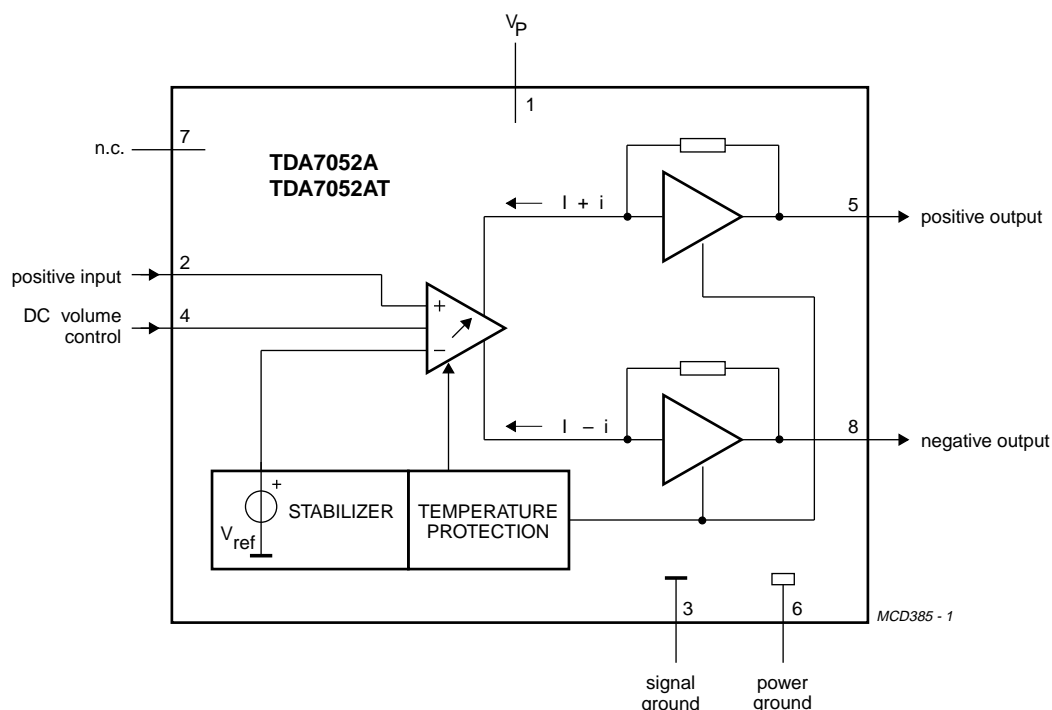 VP
1
7
n.c.
TDA7052A
TDA7052AT
I + i
5
positive output
2
positive input
+
DC volume
control
4
−
I − i
8
negative output
+
STABILIZER
Vref
TEMPERATURE
PROTECTION
3
6
MCD385 - 1
signal
ground
power
ground